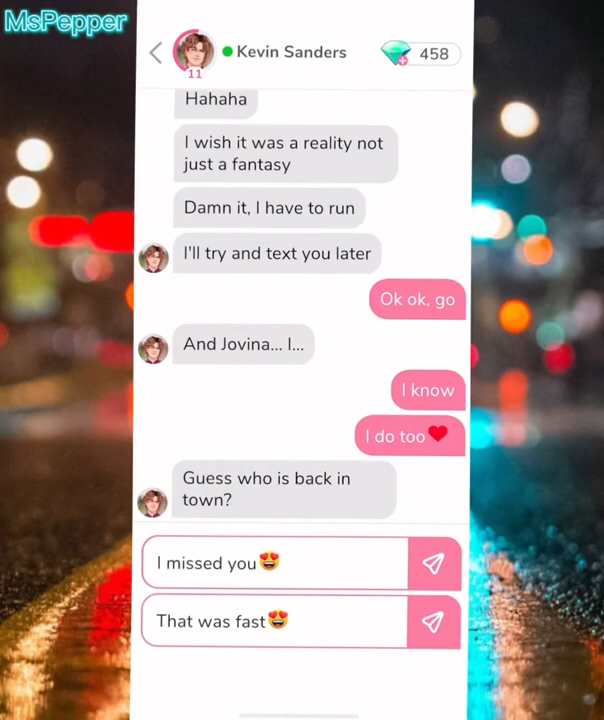 MsPepper
Kevin Sanders
458
11
Hahaha
I wish it was a reality not
just a fantasy
Damn it, I have to run
I'll try and text you later
Ok ok, go
And Jovina... I...
I know
I do too❤️
Guess who is back in
town?
I missed you😍
That was fast😍